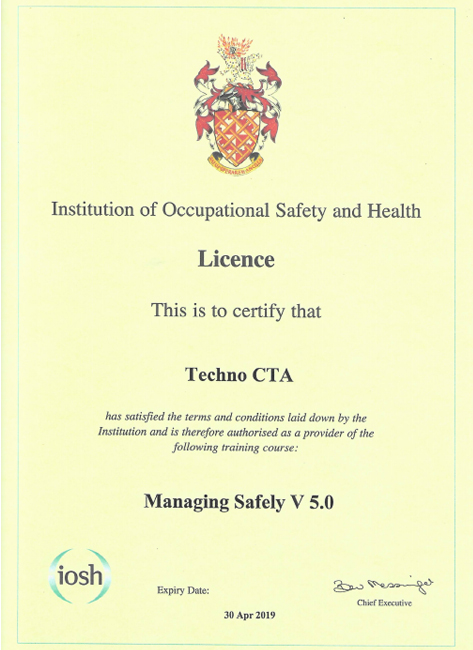 Institution of Occupational Safety and Health
Licence
This is to certify that
Techno CTA
has satisfied the terms and conditions laid down by the
Institution and is therefore authorised as a provider of the
following training course:
Managing Safely V 5.0
iosh
Expiry Date:
Chief Executive
30 Apr 2019